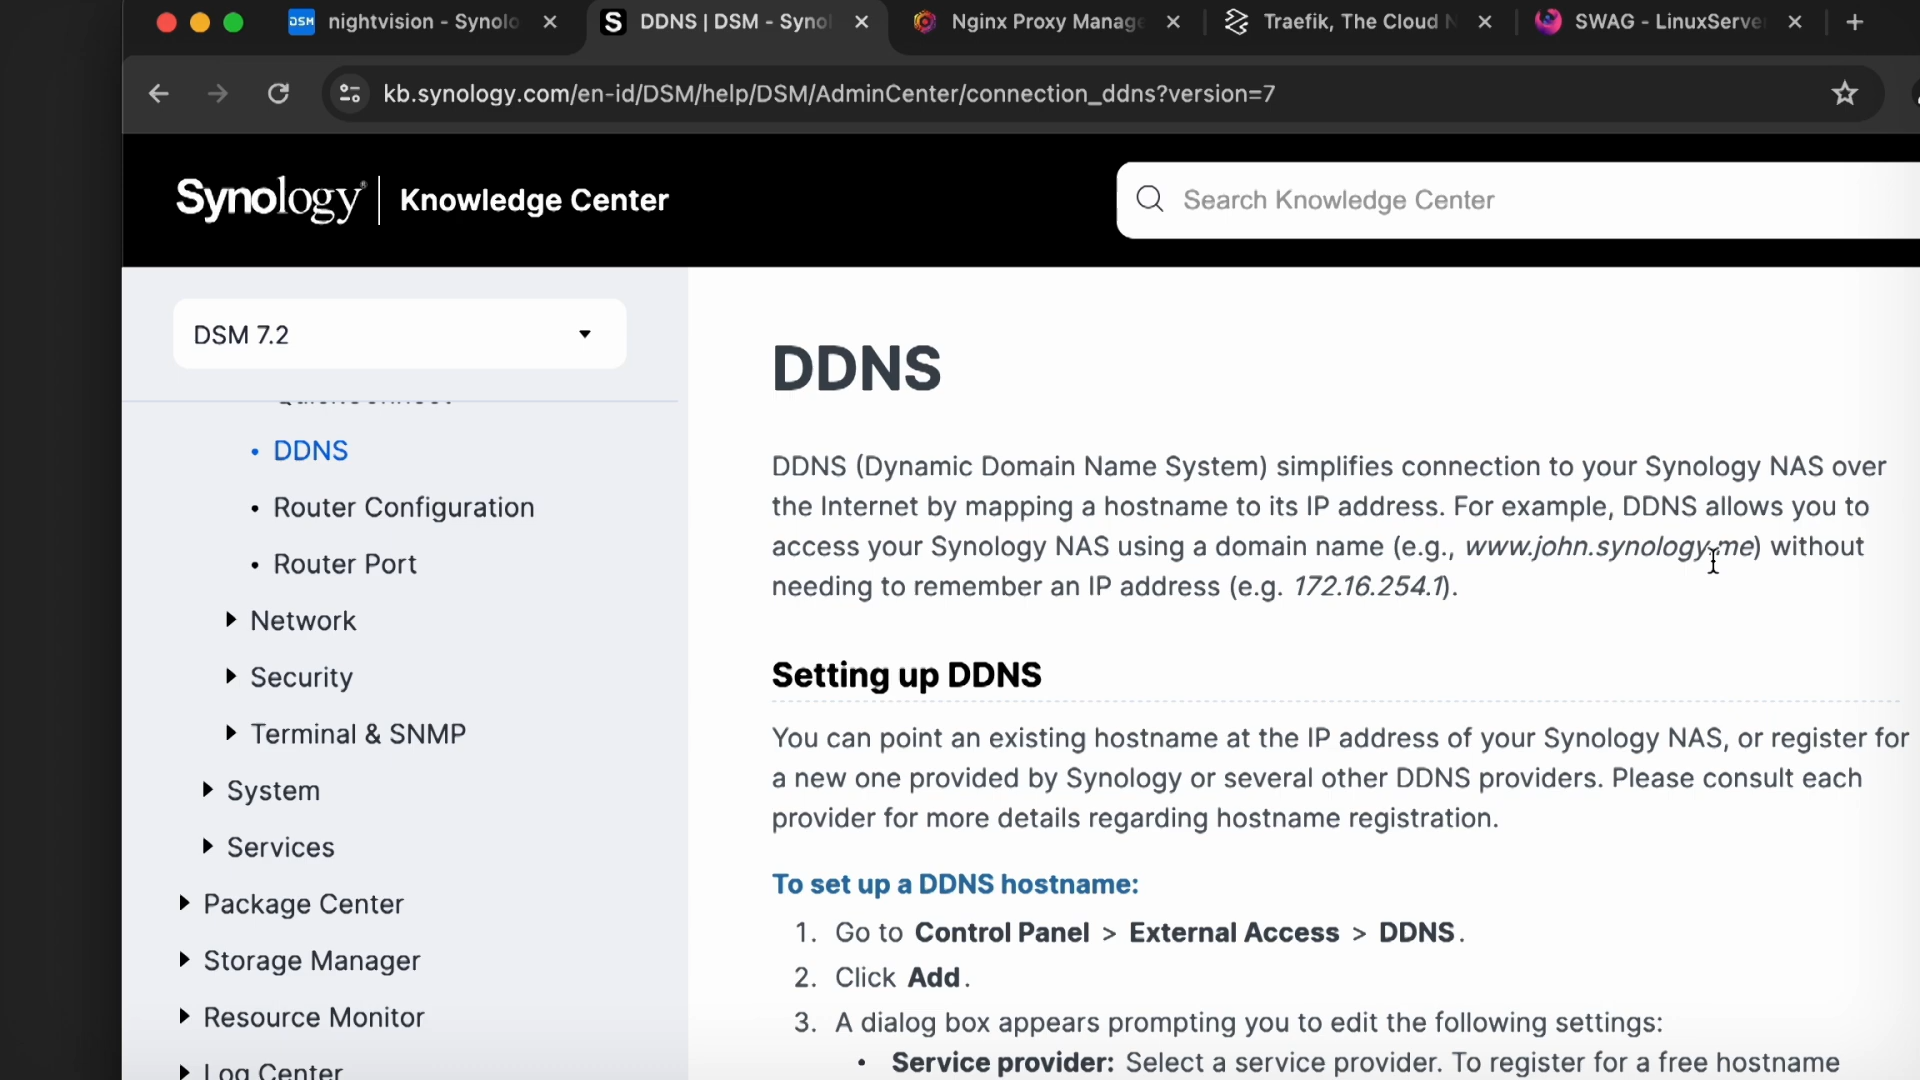 nightvision - Synolo
DDNS | DSM - Synol
Nginx Proxy Manage
Traefik, The Cloud N
SWAG - LinuxServe
kb.synology.com/en-id/DSM/help/DSM/AdminCenter/connection_ddns?version=7
Synology | Knowledge Center
Search Knowledge Center
DSM 7.2
• DDNS
• Router Configuration
• Router Port
Network
Security
Terminal & SNMP
System
Services
Package Center
Storage Manager
Resource Monitor
Log Center
DDNS
DDNS (Dynamic Domain Name System) simplifies connection to your Synology NAS over
the Internet by mapping a hostname to its IP address. For example, DDNS allows you to
access your Synology NAS using a domain name (e.g., www.john.synology.me) without
needing to remember an IP address (e.g. 172.16.254.1).
Setting up DDNS
You can point an existing hostname at the IP address of your Synology NAS, or register for
a new one provided by Synology or several other DDNS providers. Please consult each
provider for more details regarding hostname registration.
To set up a DDNS hostname:
1. Go to Control Panel > External Access > DDNS.
2. Click Add.
3. A dialog box appears prompting you to edit the following settings:
• Service provider: Select a service provider. To register for a free hostname